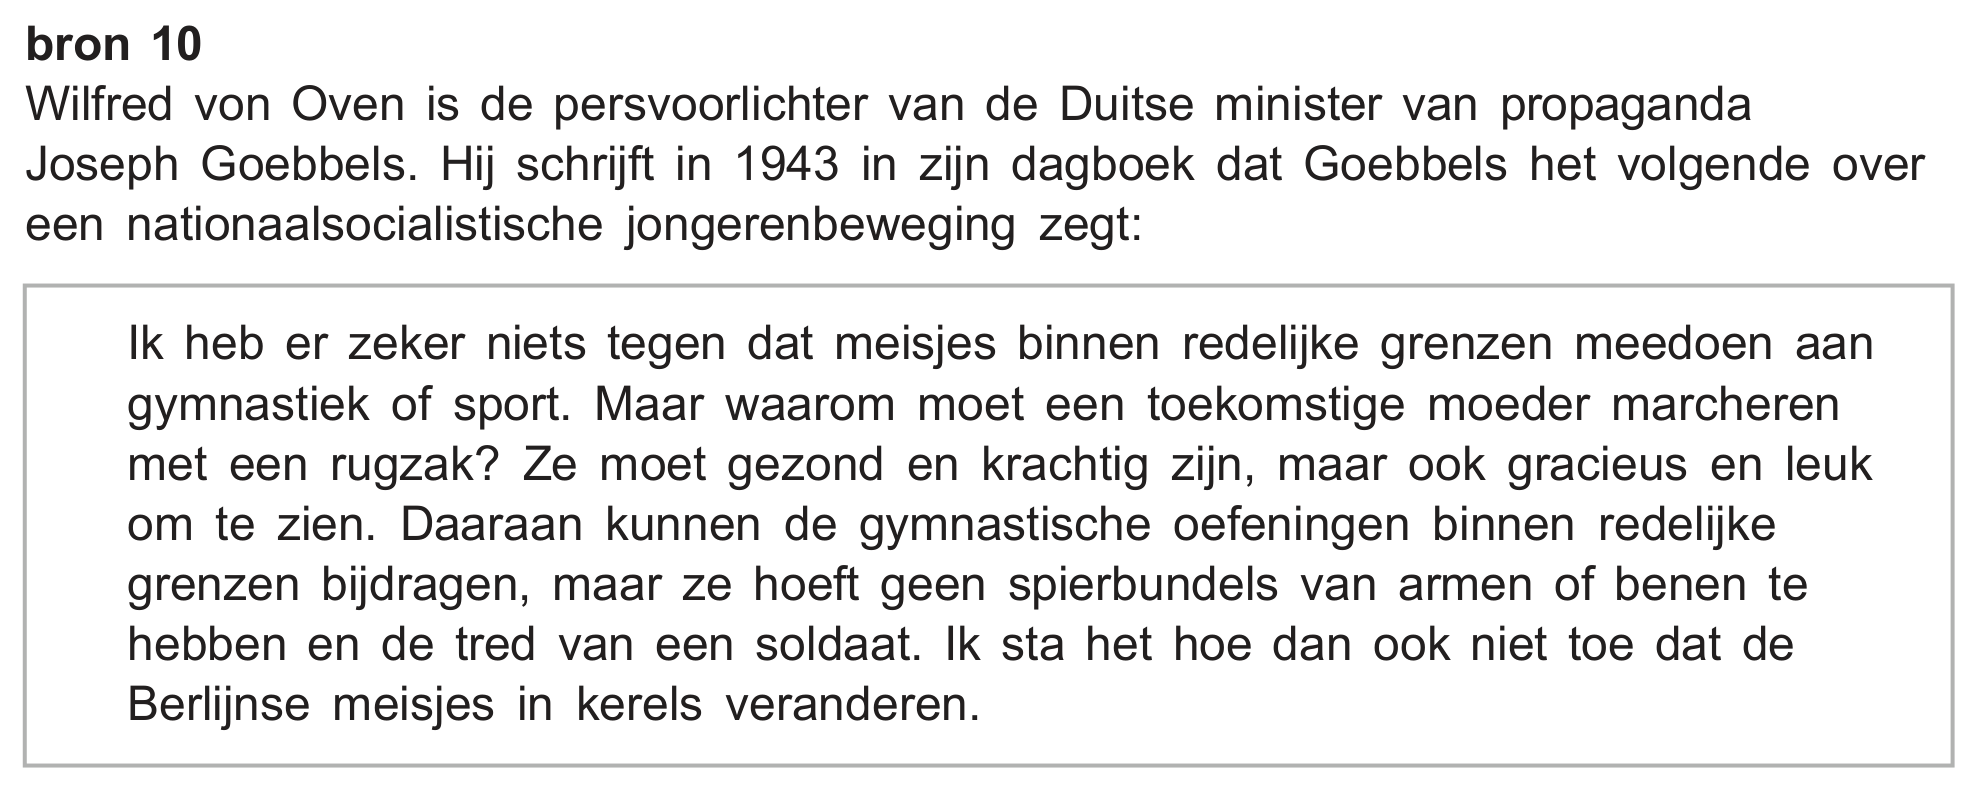 bron 10
Wilfred von Oven is de persvoorlichter van de Duitse minister van propaganda
Joseph Goebbels. Hij schrijft in 1943 in zijn dagboek dat Goebbels het volgende over
een nationaalsocialistische jongerenbeweging zegt:
Ik heb er zeker niets tegen dat meisjes binnen redelijke grenzen meedoen aan
gymnastiek of sport. Maar waarom moet een toekomstige moeder marcheren
met een rugzak? Ze moet gezond en krachtig zijn, maar ook gracieus en leuk
om te zien. Daaraan kunnen de gymnastische oefeningen binnen redelijke
grenzen bijdragen, maar ze hoeft geen spierbundels van armen of benen te
hebben en de tred van een soldaat. Ik sta het hoe dan ook niet toe dat de
Berlijnse meisjes in kerels veranderen.